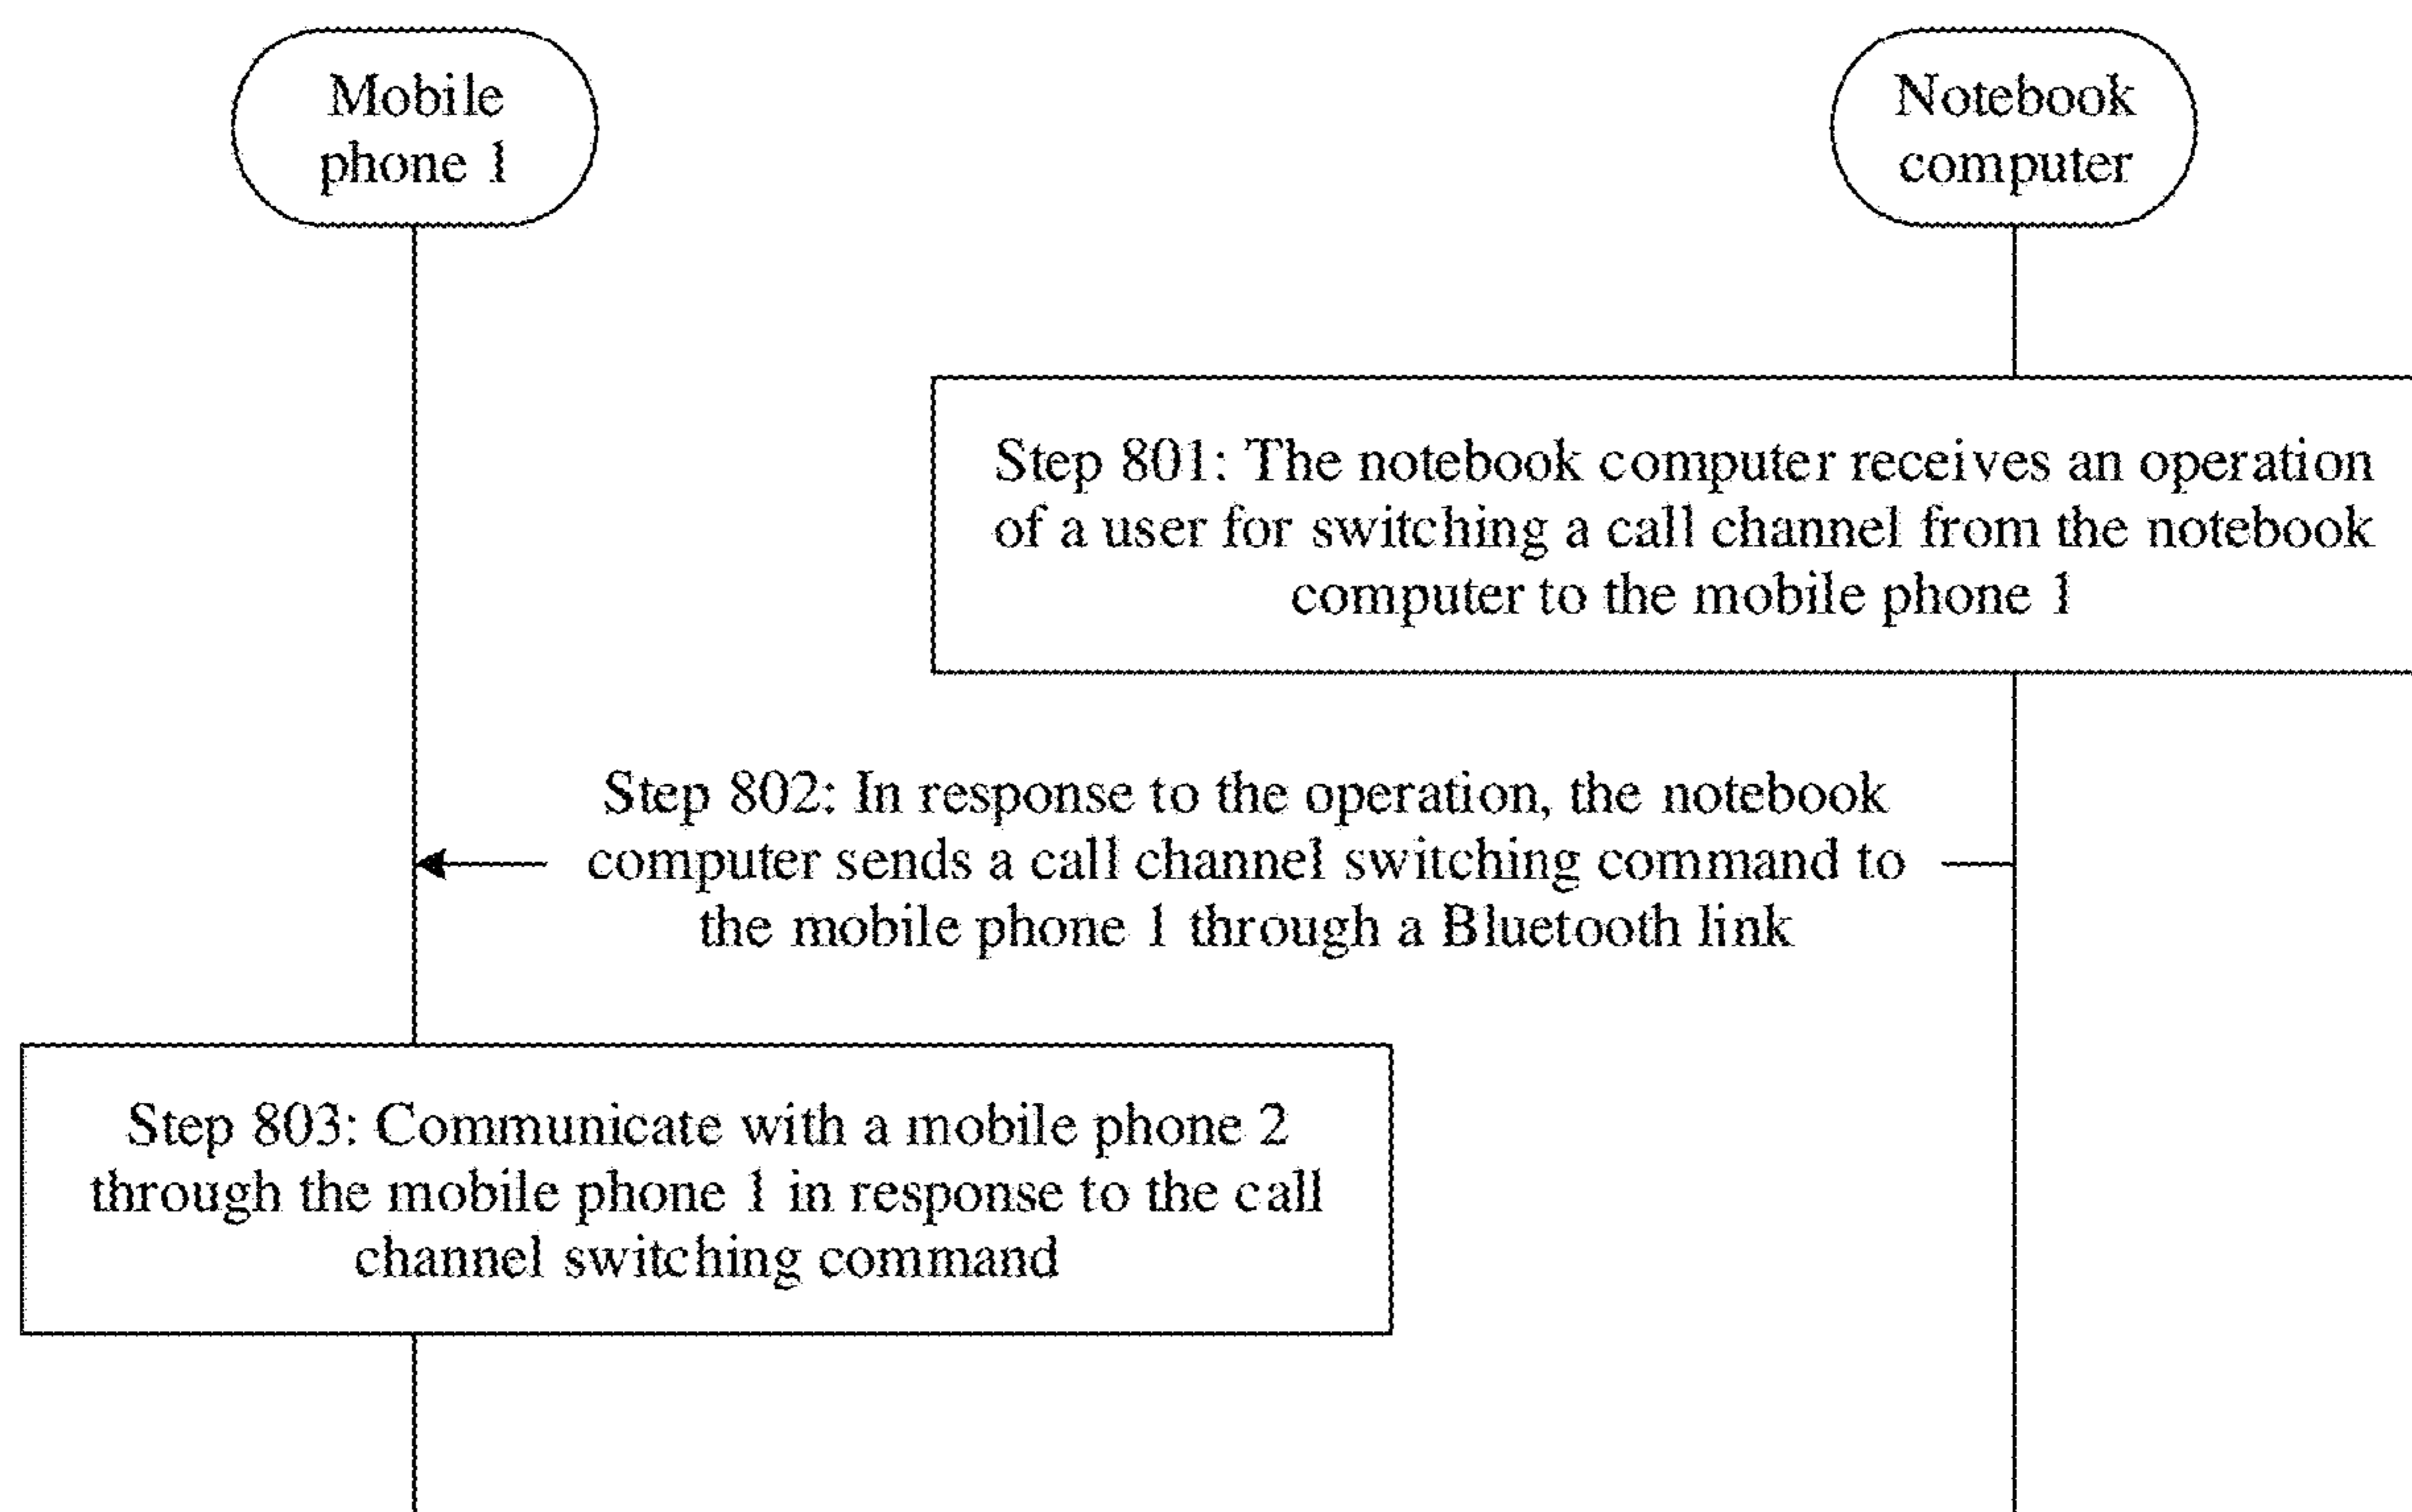 Mobile
phone 1
Notebook
computer
Step 801: The notebook computer receives an operation
of a user for switching a call channel from the notebook
computer to the mobile phone 1
Step 802: In response to the operation, the notebook
computer sends a call channel switching command to
the mobile phone 1 through a Bluetooth link
Step 803: Communicate with a mobile phone 2
through the mobile phone 1 in response to the call
channel switching command